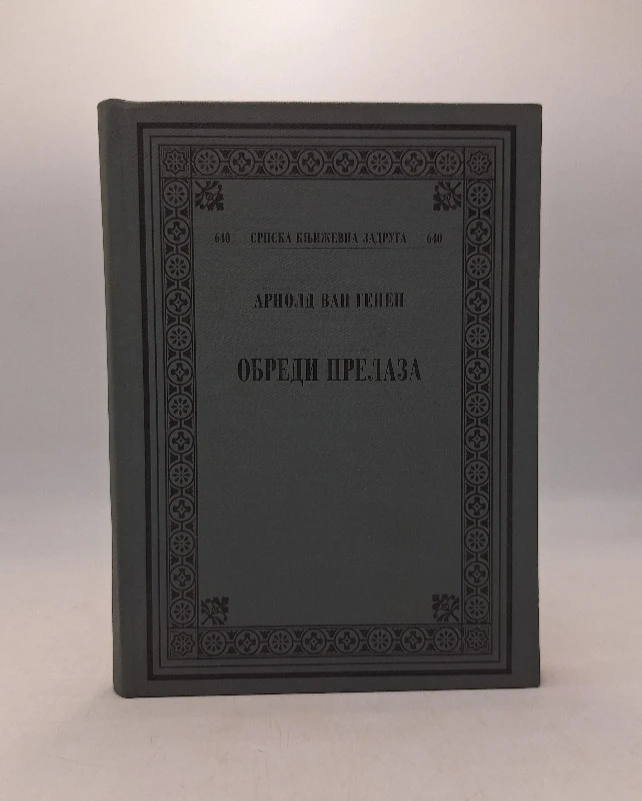 640 СРПСКА КЊИЖЕВНА ЗАДРУГА 640
АРНОЛД ВАН ГЕНЕП
ОБРЕДИ ПРЕЛАЗА